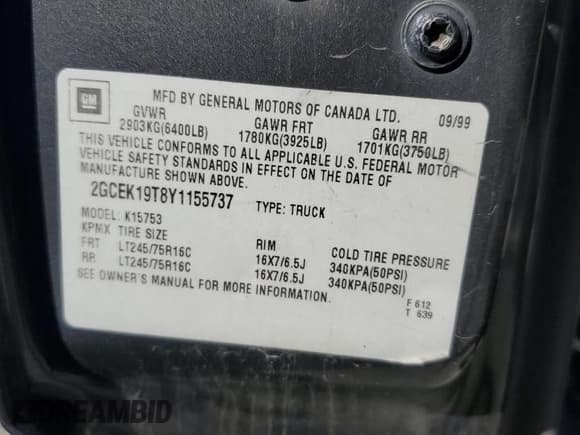 GM
MFD BY GENERAL MOTORS OF CANADA LTD. 09/99
GVWR GAWR FRT GAWR RR
2903KG(6400LB) 1780KG(3925LB) 1701KG(3750LB)
THIS VEHICLE CONFORMS TO ALL APPLICABLE U.S. FEDERAL MOTOR
VEHICLE SAFETY STANDARDS IN EFFECT ON THE DATE OF
MANUFACTURE SHOWN ABOVE.
2GCEK19T8Y1155737 TYPE: TRUCK
MODEL: K15753
KPMX TIRE SIZE RIM COLD TIRE PRESSURE
FRT LT245/75R16C 16X7/6.5J 340KPA(50PSI)
RR LT245/75R16C 16X7/6.5J 340KPA(50PSI)
SEE OWNER'S MANUAL FOR MORE INFORMATION.
F 612
T 639